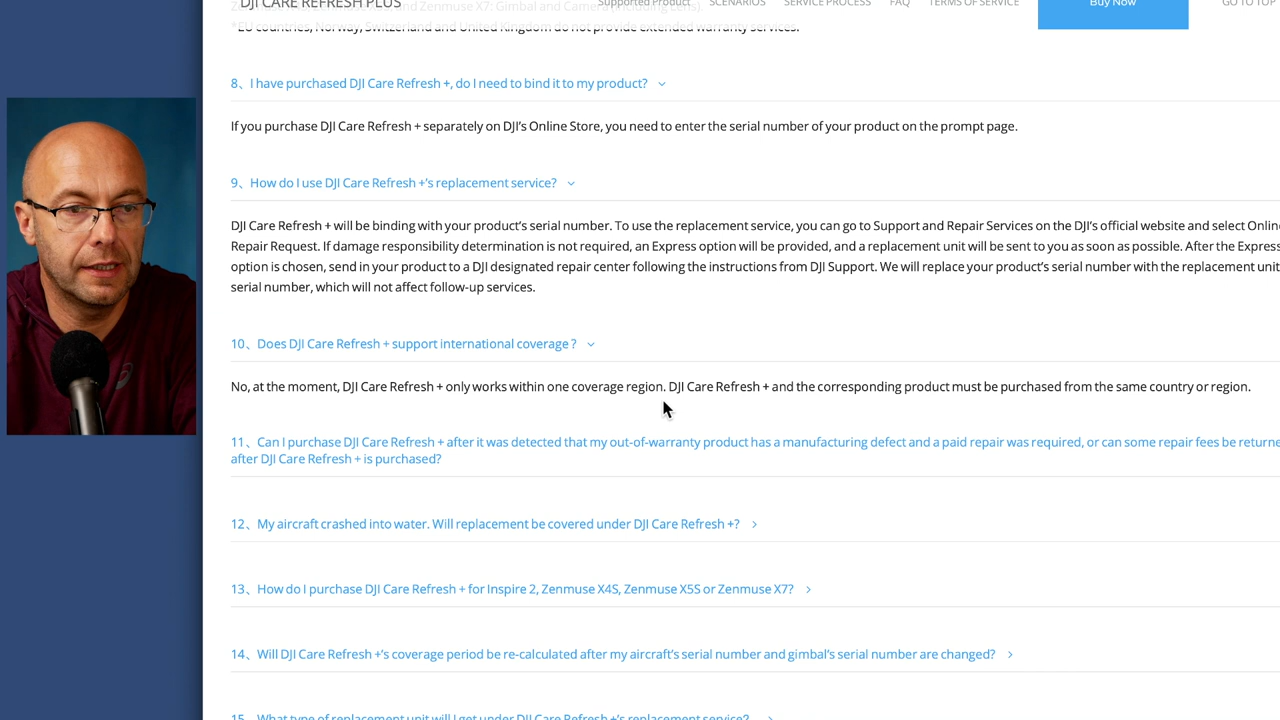 DJI CARE REFRESH PLUS
Supported Product
SCENARIOS
SERVICE PROCESS
FAQ
TERMS OF SERVICE
Buy Now
GO TO TOP
and Zenmuse X7: Gimbal and Camera (including Lens).
*EU countries, Norway, Switzerland and United Kingdom do not provide extended warranty services.
8、I have purchased DJI Care Refresh +, do I need to bind it to my product?
If you purchase DJI Care Refresh + separately on DJI's Online Store, you need to enter the serial number of your product on the prompt page.
9、How do I use DJI Care Refresh +'s replacement service?
DJI Care Refresh + will be binding with your product's serial number. To use the replacement service, you can go to Support and Repair Services on the DJI's official website and select Online
Repair Request. If damage responsibility determination is not required, an Express option will be provided, and a replacement unit will be sent to you as soon as possible. After the Express
option is chosen, send in your product to a DJI designated repair center following the instructions from DJI Support. We will replace your product's serial number with the replacement unit
serial number, which will not affect follow-up services.
10、Does DJI Care Refresh + support international coverage ?
No, at the moment, DJI Care Refresh + only works within one coverage region. DJI Care Refresh + and the corresponding product must be purchased from the same country or region.
11、Can I purchase DJI Care Refresh + after it was detected that my out-of-warranty product has a manufacturing defect and a paid repair was required, or can some repair fees be returne
after DJI Care Refresh + is purchased?
12、My aircraft crashed into water. Will replacement be covered under DJI Care Refresh +?
13、How do I purchase DJI Care Refresh + for Inspire 2, Zenmuse X4S, Zenmuse X5S or Zenmuse X7?
14、Will DJI Care Refresh +'s coverage period be re-calculated after my aircraft's serial number and gimbal's serial number are changed?
15、What type of replacement unit will I get under DJI Care Refresh +'s replacement service?